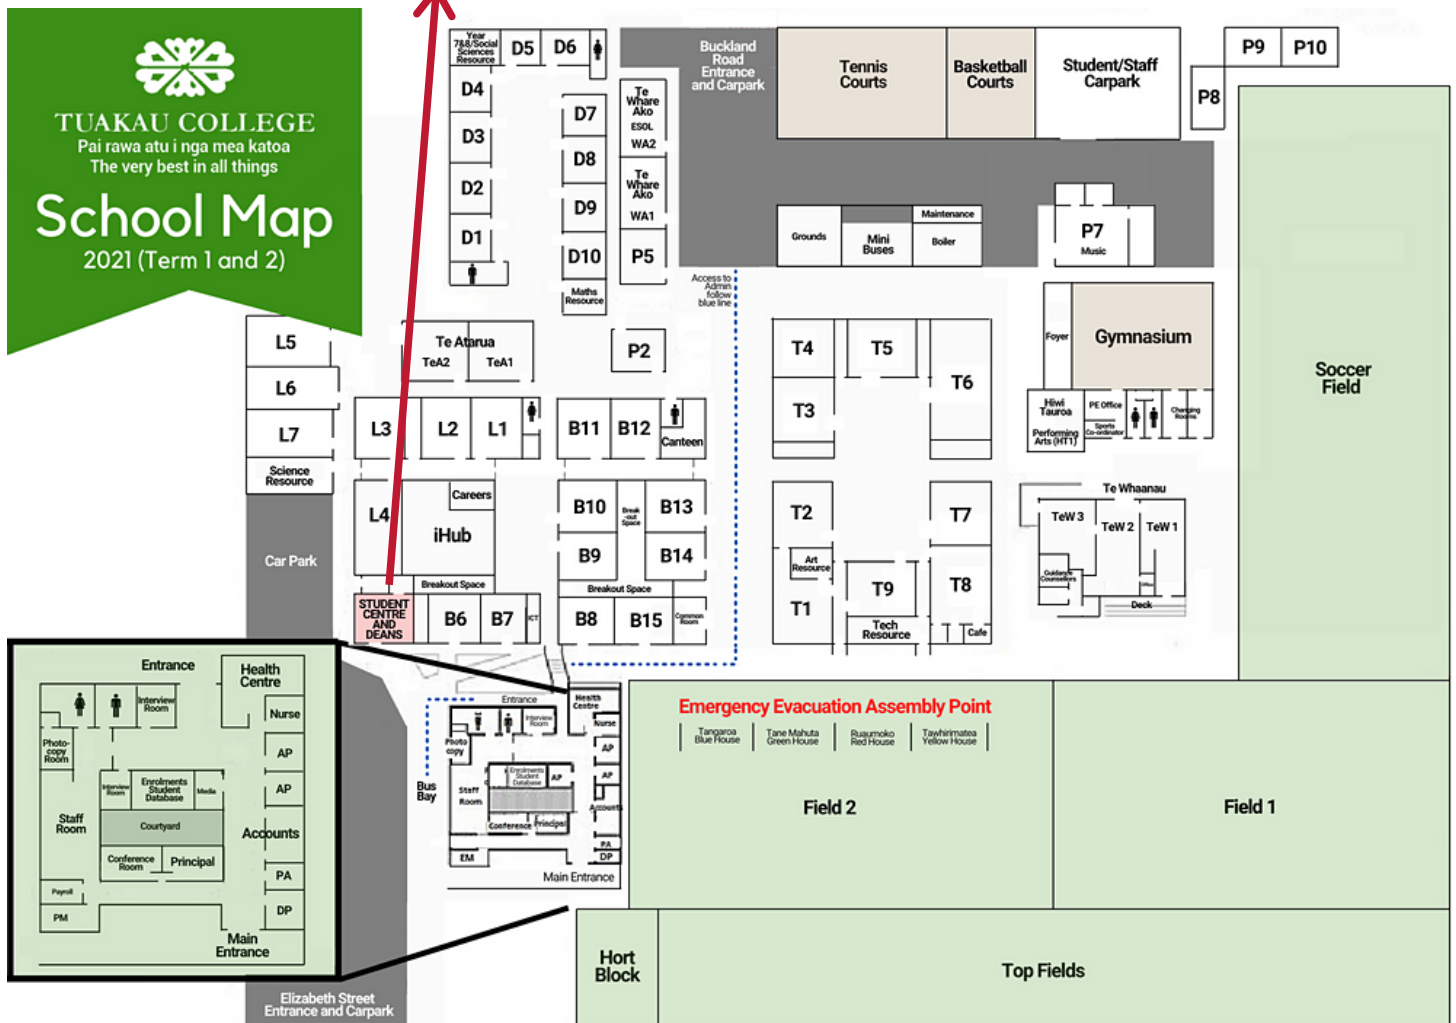 TUAKAU COLLEGE
Pai rawa atu i nga mea katoa
The very best in all things
School Map
2021 (Term 1 and 2)
Year
7&8/Social
Sciences
Resource
D5
D6
D4
D3
D2
D1
D7
D8
D9
D10
Maths
Resource
Te
Whare
Ako
ESOL
WA2
Te
Whare
Ako
WA1
P5
Buckland
Road
Entrance
and Carpark
Tennis
Courts
Basketball
Courts
Student/Staff
Carpark
P9
P10
P8
Grounds
Mini
Buses
Maintenance
Boiler
P7
Music
Access to
Admin
follow
blue line
L5
L6
L7
Science
Resource
Car Park
Te Atarua
TeA2
TeA1
P2
L3
L2
L1
B11
B12
Canteen
L4
Careers
iHub
Breakout Space
STUDENT
CENTRE
AND
DEANS
B6
B7
ICT
B10
Break
-out
Space
B13
B9
B14
Breakout Space
B8
B15
Common
Room
T4
T5
T6
T3
T2
T7
Art
Resource
T1
T9
T8
Tech
Resource
Cafe
Foyer
Gymnasium
Hiwi
Tauroa
Performing
Arts (HT1)
PE Office
Sports
Co-ordinator
Changing
Rooms
Te Whaanau
TeW 3
TeW 2
TeW 1
Guidance
Counsellors
Office
Deck
Soccer
Field
Entrance
Health
Centre
Interview
Room
Nurse
Photo-
copy
Room
AP
Interview
Room
Enrolments
Student
Database
Media
AP
Staff
Room
Courtyard
Accounts
Conference
Room
Principal
PA
Payroll
PM
DP
Main
Entrance
Entrance
Health
Centre
Interview
Room
Nurse
Photo
copy
AP
Enrolments
Student
Database
AP
AP
Staff
Room
Accounts
Conference
Principal
PA
EM
DP
Main Entrance
Bus
Bay
Emergency Evacuation Assembly Point
Tangaroa
Blue House
Tane Mahuta
Green House
Ruaumoko
Red House
Tawhirimatea
Yellow House
Field 2
Field 1
Hort
Block
Top Fields
Elizabeth Street
Entrance and Carpark